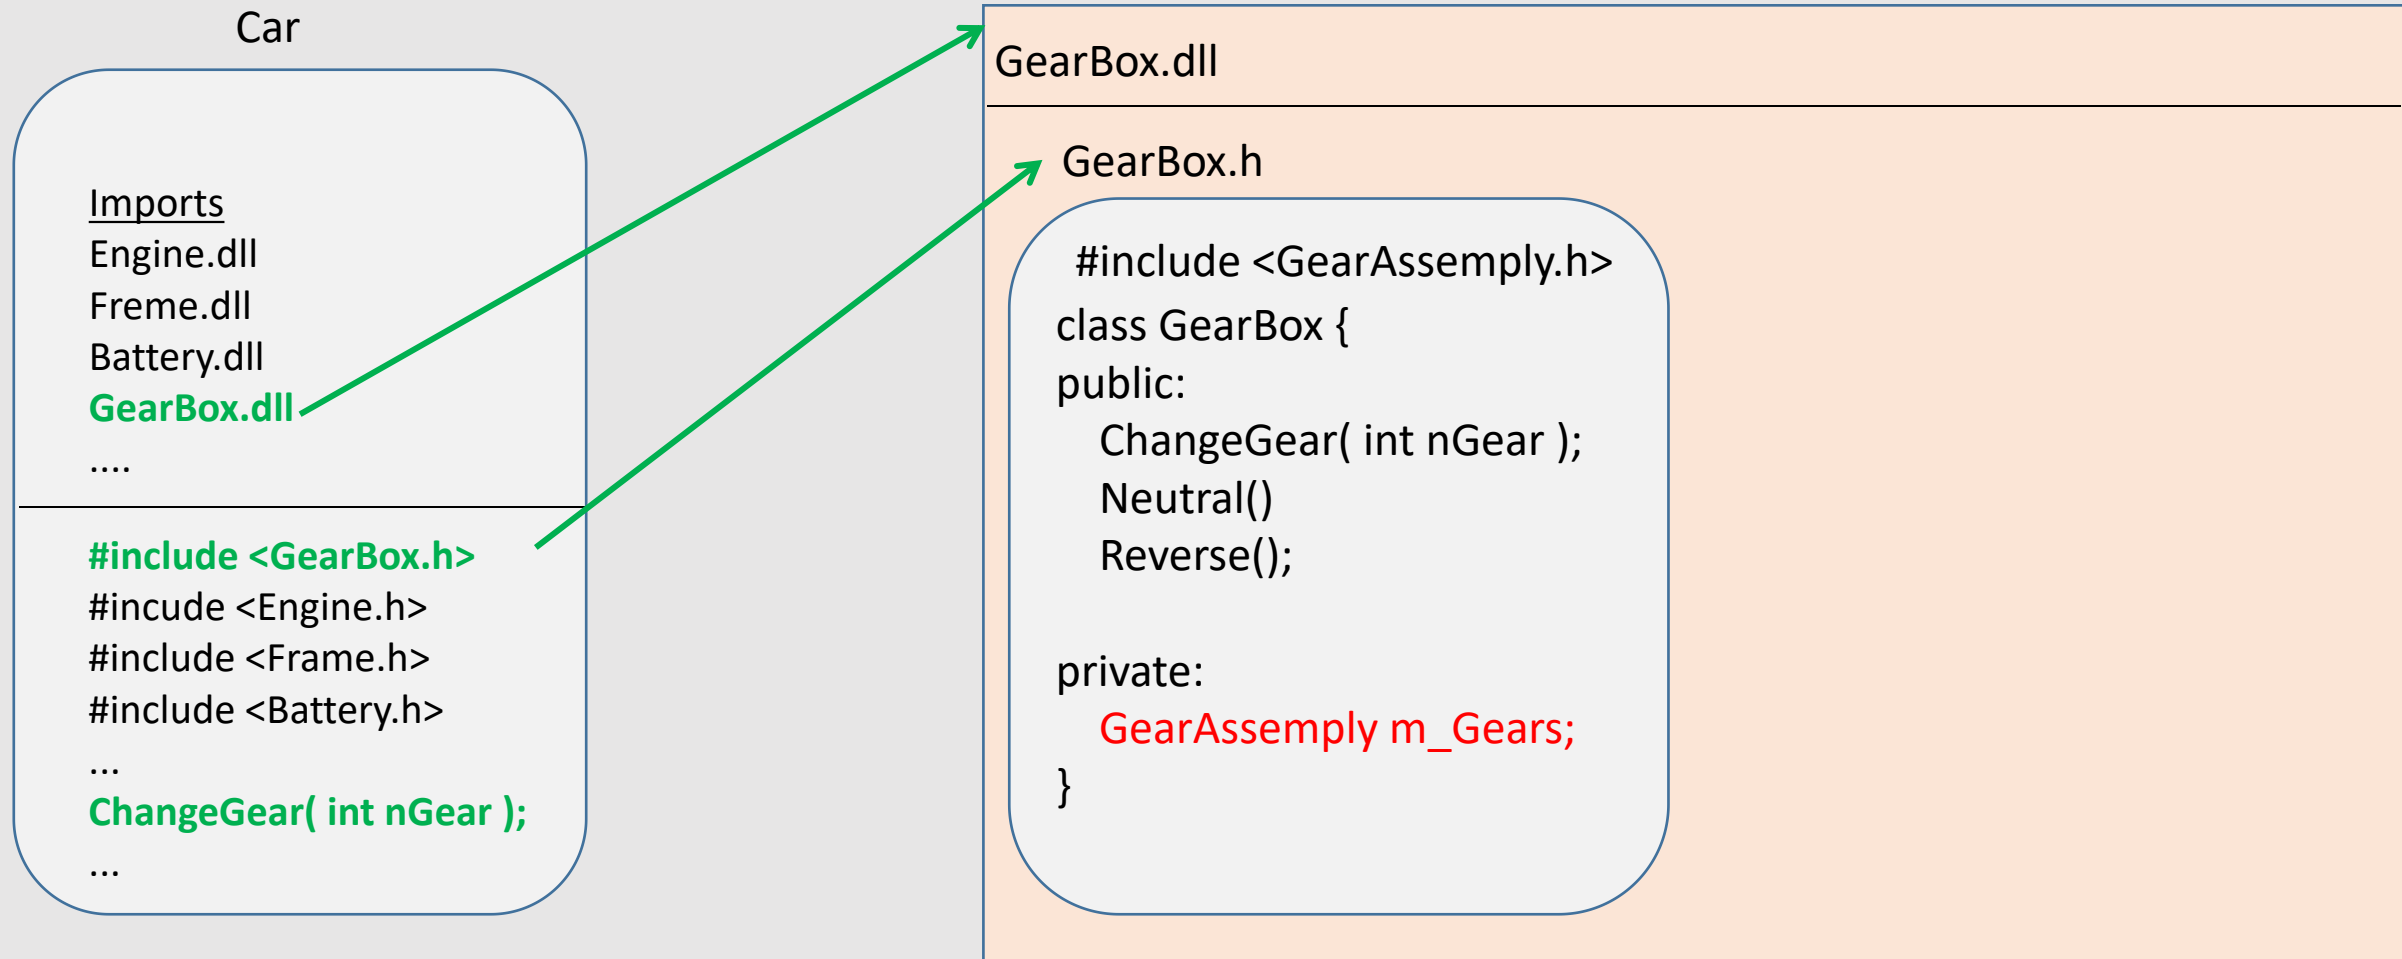 Car
Imports
Engine.dll
Freme.dll
Battery.dll
GearBox.dll
....
#include <GearBox.h>
#incude <Engine.h>
#include <Frame.h>
#include <Battery.h>
...
ChangeGear( int nGear );
...
GearBox.dll
GearBox.h
#include <GearAssemply.h>
class GearBox {
public:
ChangeGear( int nGear );
Neutral()
Reverse();
private:
GearAssemply m_Gears;
}